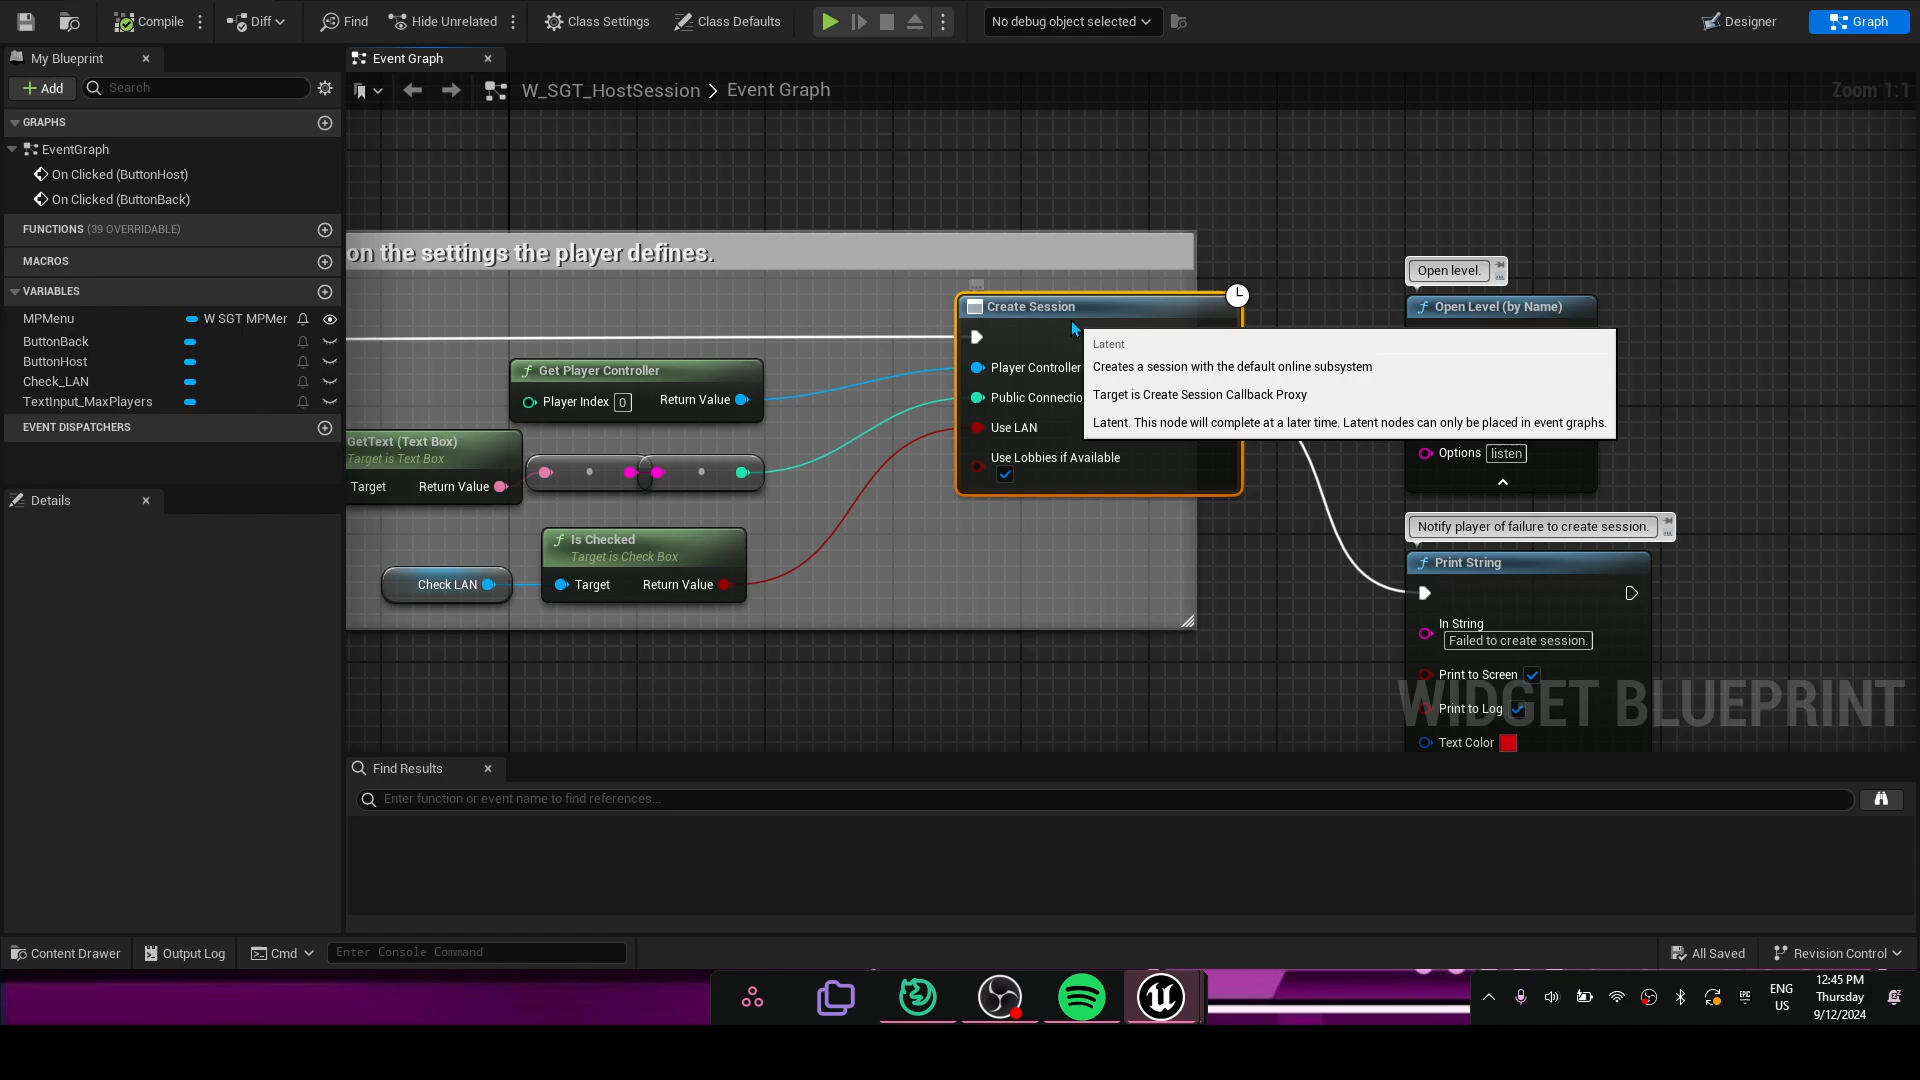 Compile
Diff
Find
Hide Unrelated
Class Settings
Class Defaults
No debug object selected
Designer
Graph
My Blueprint
Event Graph
Add
Search
W_SGT_HostSession > Event Graph
Zoom 1:1
GRAPHS
EventGraph
On Clicked (ButtonHost)
On Clicked (ButtonBack)
FUNCTIONS (39 OVERRIDABLE)
MACROS
VARIABLES
MPMenu W SGT MPMer
ButtonBack
ButtonHost
Check_LAN
TextInput_MaxPlayers
EVENT DISPATCHERS
Details
on the settings the player defines.
Create Session
Player Controller
Public Connectio
Use LAN
Use Lobbies if Available
Latent
Creates a session with the default online subsystem
Target is Create Session Callback Proxy
Latent. This node will complete at a later time. Latent nodes can only be placed in event graphs.
Get Player Controller
Player Index 0
Return Value
GetText (Text Box)
Target is Text Box
Target Return Value
Is Checked
Target is Check Box
Check LAN
Target Return Value
Open level.
Open Level (by Name)
Options listen
Notify player of failure to create session.
Print String
In String
Failed to create session.
Print to Screen
Print to Log
Text Color
WIDGET BLUEPRINT
Find Results
Enter function or event name to find references...
Content Drawer
Output Log
Cmd
Enter Console Command
All Saved
Revision Control
ENG
US
12:45 PM
Thursday
9/12/2024